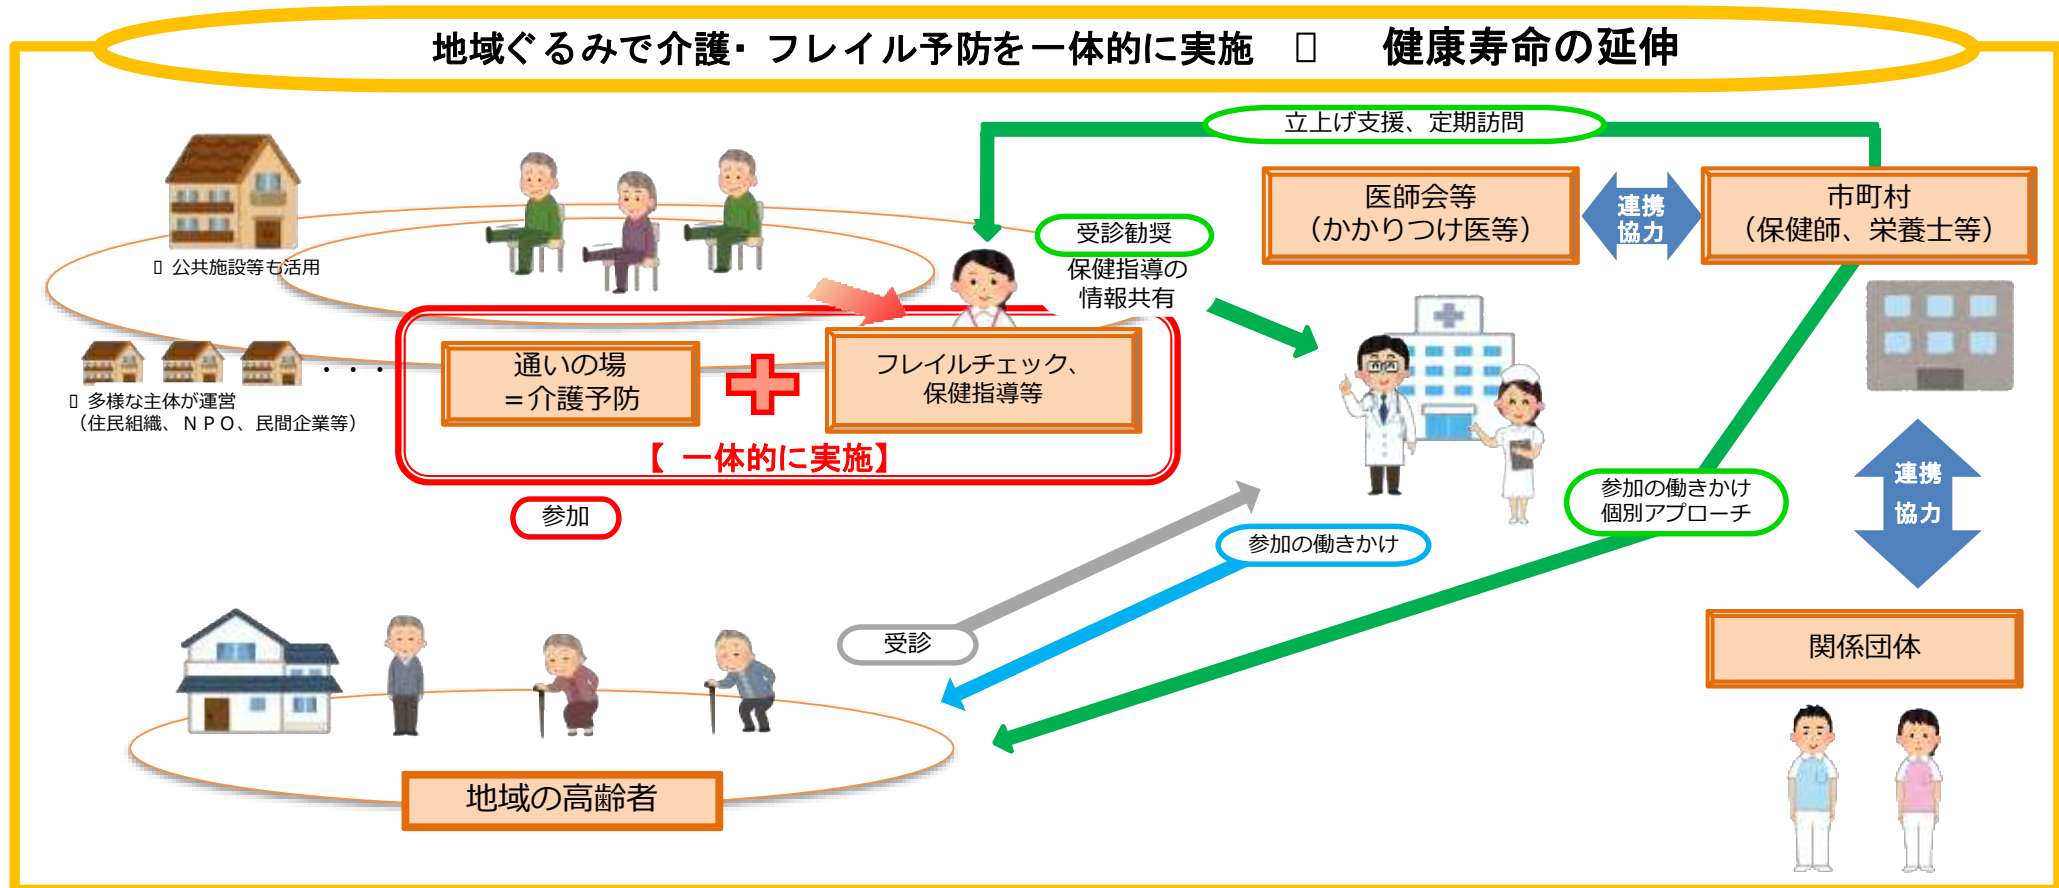 地域ぐるみで介護・フレイル予防を一体的に実施　　健康寿命の延伸
立上げ支援、定期訪問
医師会等
（かかりつけ医等）
連携
協力
市町村
（保健師、栄養士等）
受診勧奨
保健指導の
情報共有
公共施設等も活用
通いの場
＝介護予防
フレイルチェック、
保健指導等
・・・
多様な主体が運営
（住民組織、ＮＰＯ、民間企業等）
【 一体的に実施】
参加
参加の働きかけ
個別アプローチ
連携
協力
参加の働きかけ
受診
関係団体
地域の高齢者